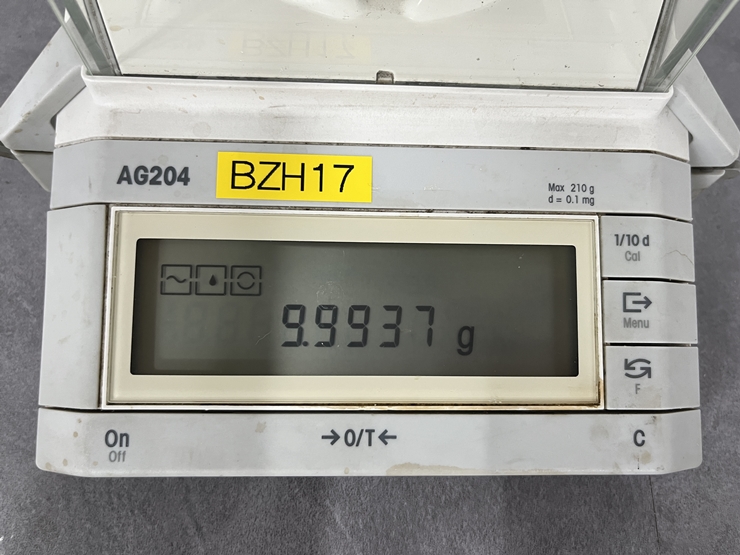 AG204
BZH17
Max 210 g
d = 0.1 mg
9.9937 g
1/10 d
Cal
Menu
F
On
Off
→0/T←
C